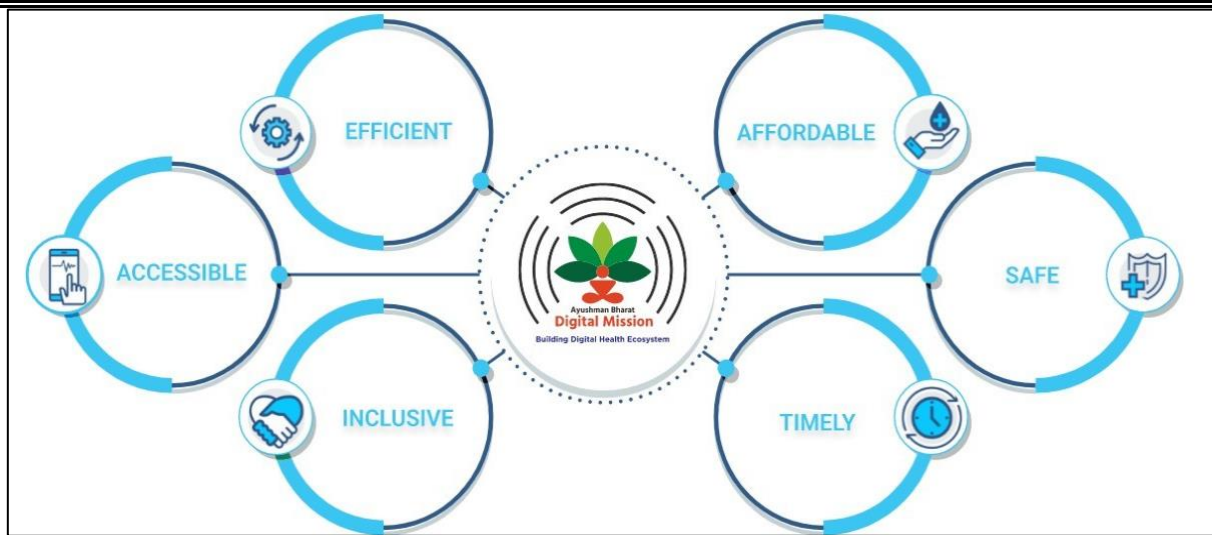 EFFICIENT
AFFORDABLE
ACCESSIBLE
SAFE
Ayushman Bharat
Digital Mission
Building Digital Health Ecosystem
INCLUSIVE
TIMELY